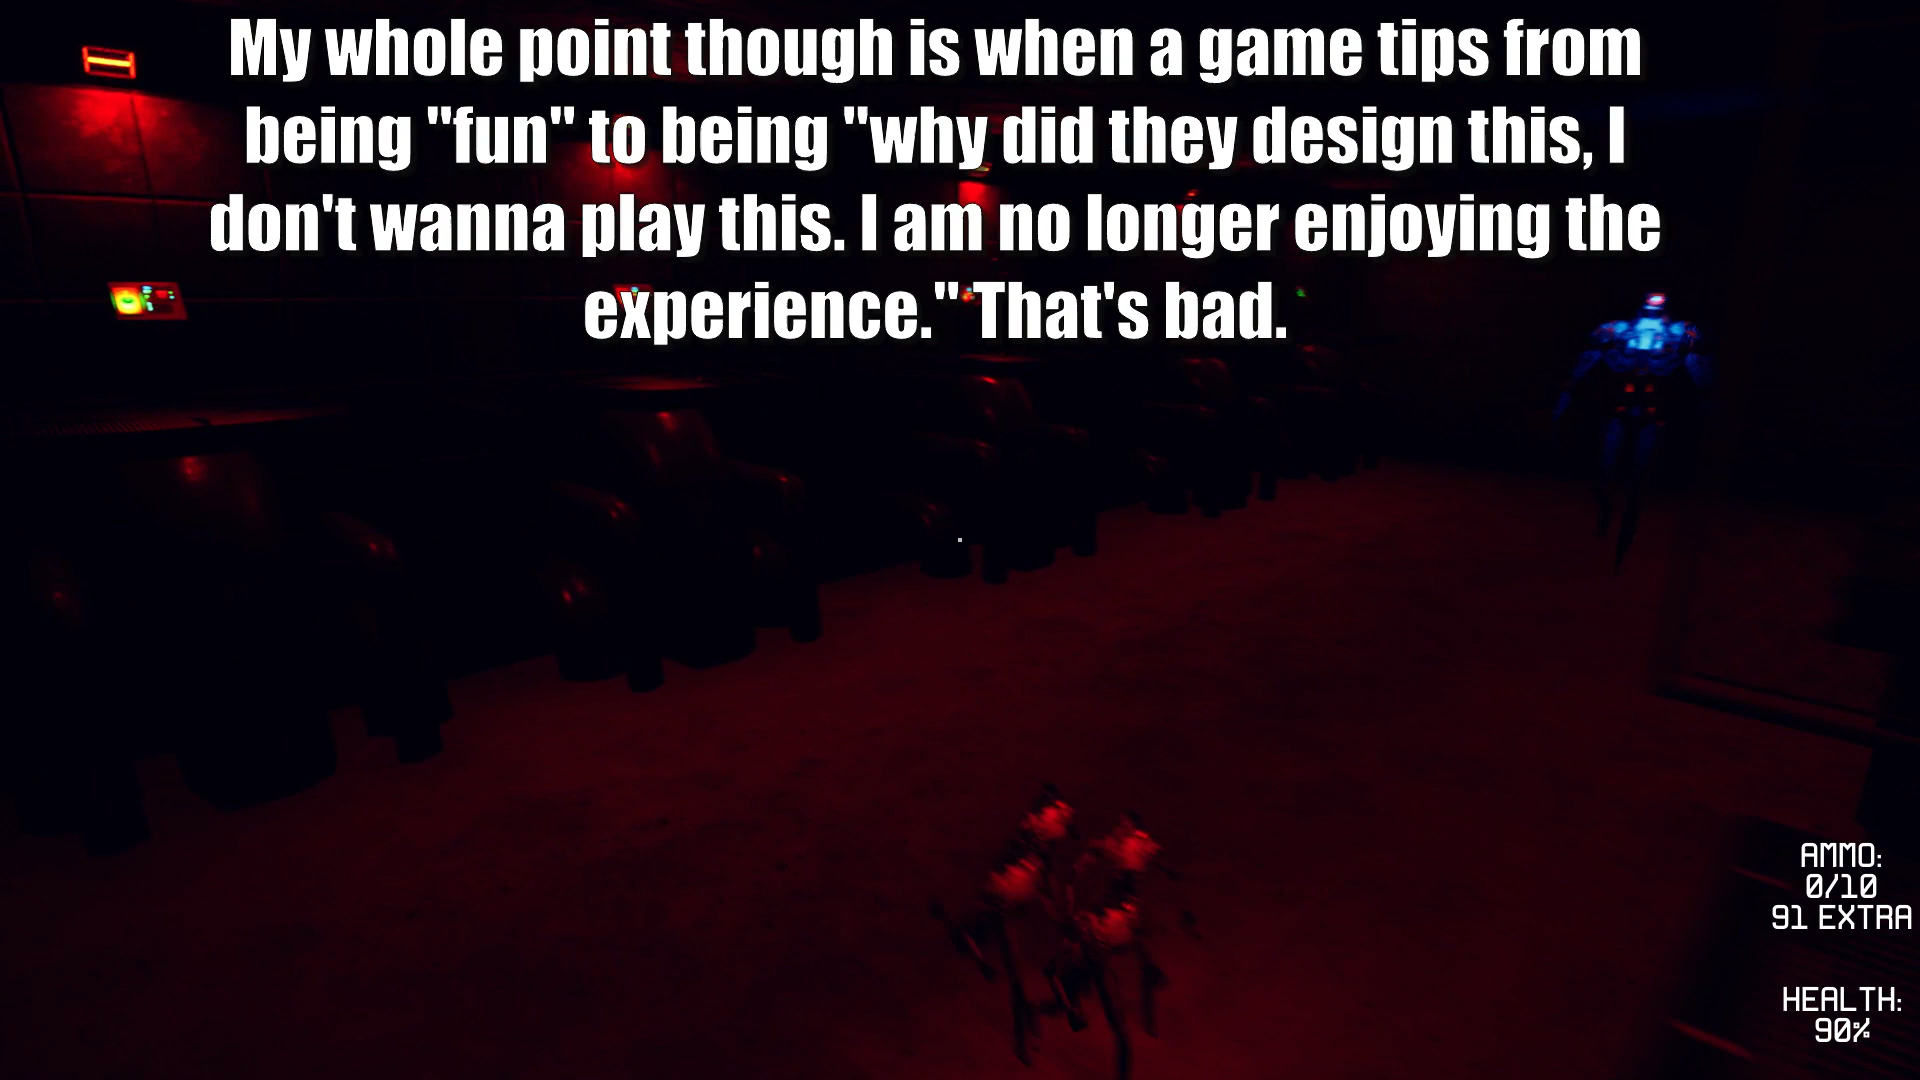 My whole point though is when a game tips from
being "fun" to being "why did they design this, I
don't wanna play this. I am no longer enjoying the
experience." That's bad.
AMMO:
0/10
91 EXTRA
HEALTH:
90%